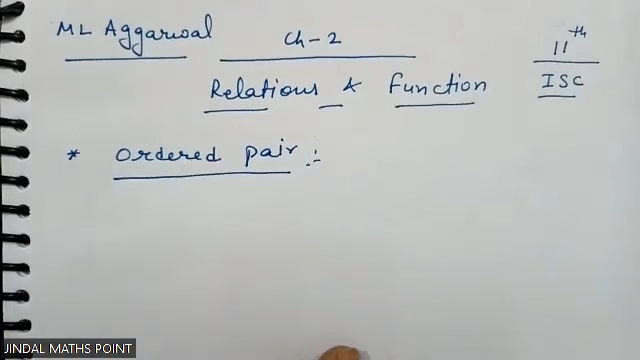 ML Aggarwal Ch-2 11th
Relations & Function ISC
* Ordered pair :-
JINDAL MATHS POINT